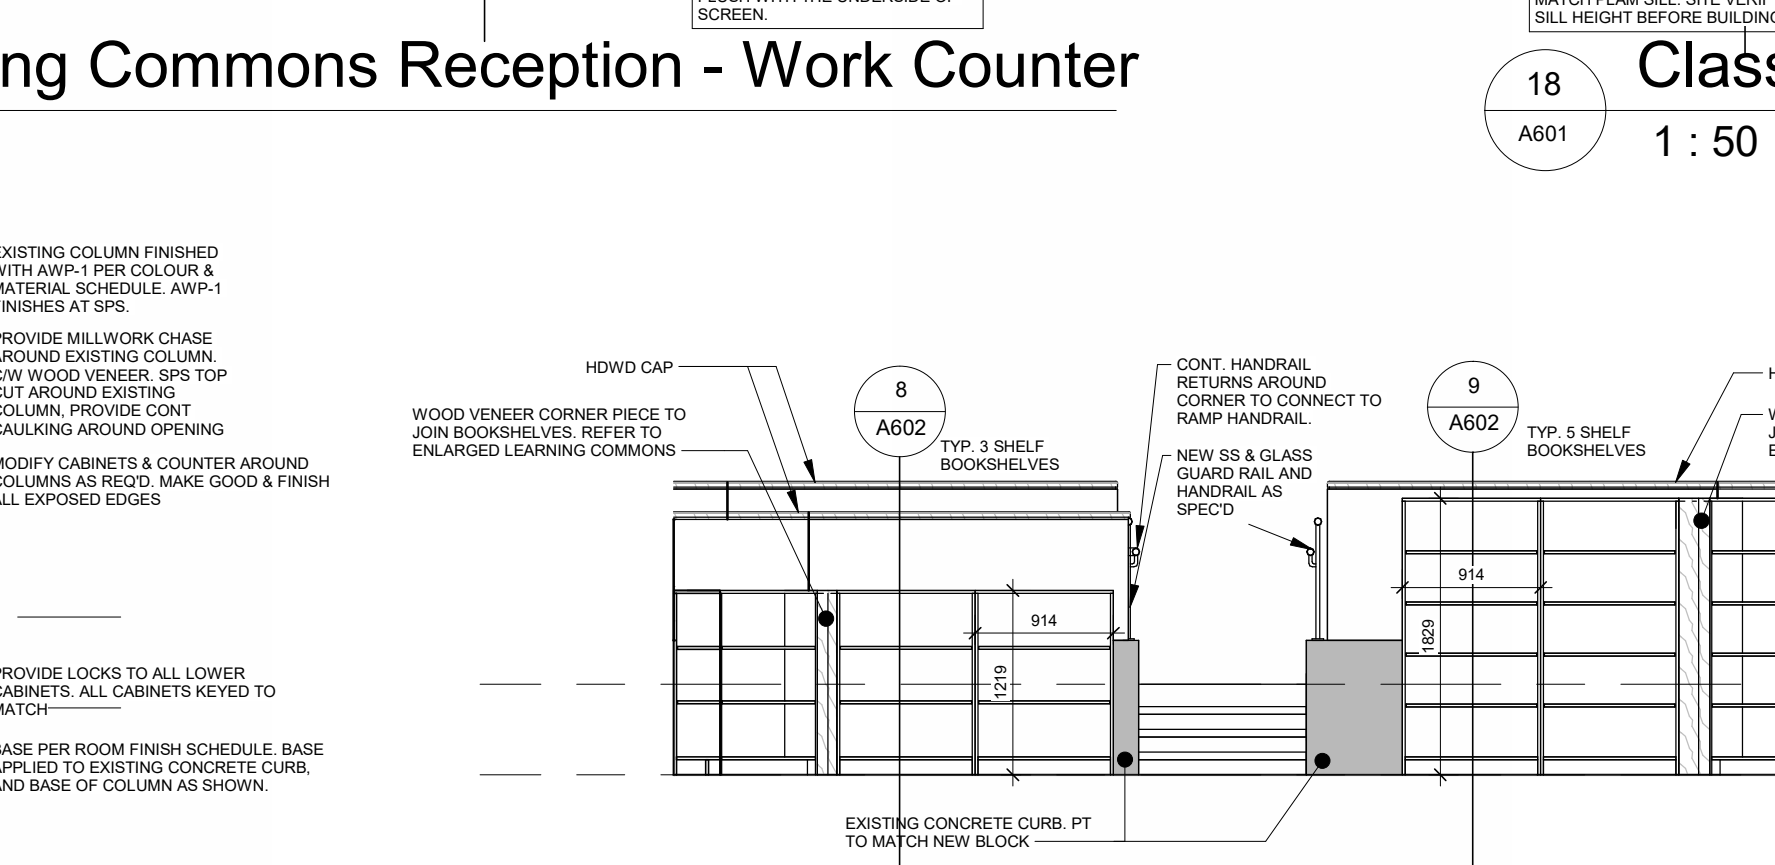 SCREEN.
SILL HEIGHT BEFORE BUILDING
ng Commons Reception - Work Counter
18
A601
Class
1 : 50
EXISTING COLUMN FINISHED
WITH AWP-1 PER COLOUR &
MATERIAL SCHEDULE. AWP-1
FINISHES AT SPS.
PROVIDE MILLWORK CHASE
AROUND EXISTING COLUMN.
C/W WOOD VENEER. SPS TOP
CUT AROUND EXISTING
COLUMN, PROVIDE CONT
CAULKING AROUND OPENING
MODIFY CABINETS & COUNTER AROUND
COLUMNS AS REQ'D. MAKE GOOD & FINISH
ALL EXPOSED EDGES
PROVIDE LOCKS TO ALL LOWER
CABINETS. ALL CABINETS KEYED TO
MATCH
BASE PER ROOM FINISH SCHEDULE. BASE
APPLIED TO EXISTING CONCRETE CURB,
AND BASE OF COLUMN AS SHOWN.
HDWD CAP
WOOD VENEER CORNER PIECE TO
JOIN BOOKSHELVES. REFER TO
ENLARGED LEARNING COMMONS
8
A602
TYP. 3 SHELF
BOOKSHELVES
CONT. HANDRAIL
RETURNS AROUND
CORNER TO CONNECT TO
RAMP HANDRAIL.
NEW SS & GLASS
GUARD RAIL AND
HANDRAIL AS
SPEC'D
9
A602
TYP. 5 SHELF
BOOKSHELVES
914
1219
914
1829
EXISTING CONCRETE CURB. PT
TO MATCH NEW BLOCK